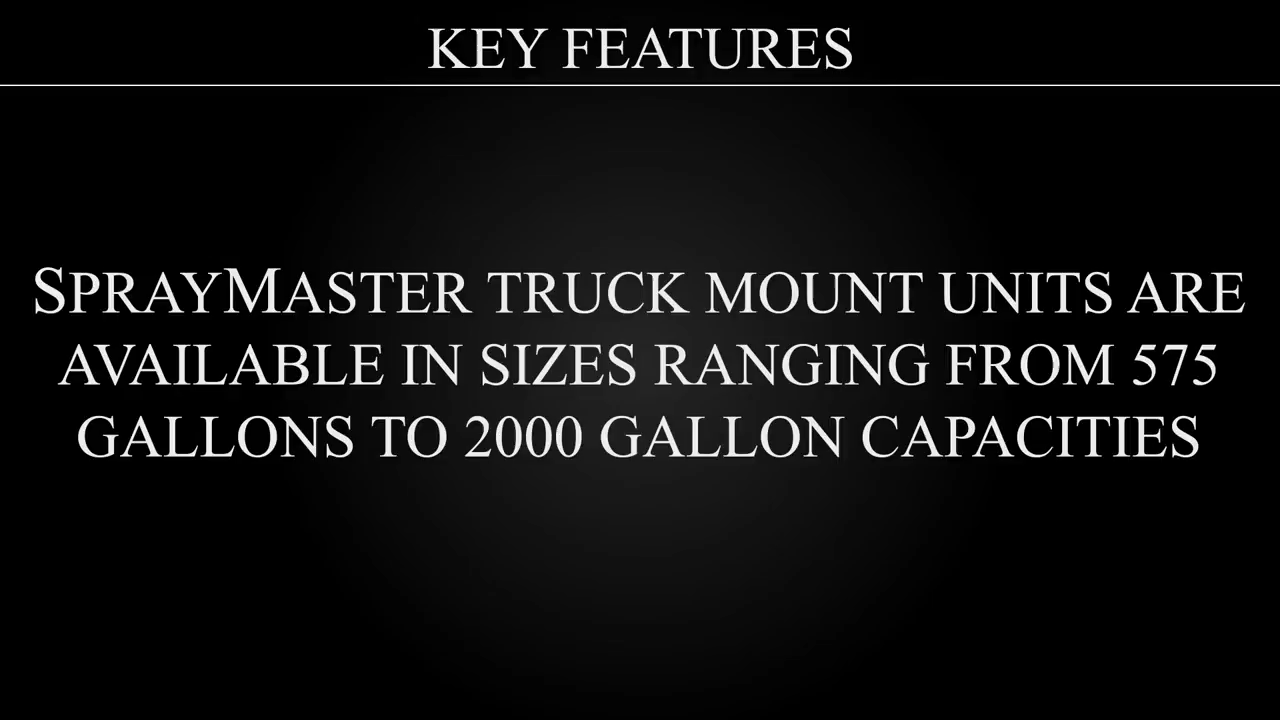 KEY FEATURES
SPRAYMASTER TRUCK MOUNT UNITS ARE
AVAILABLE IN SIZES RANGING FROM 575
GALLONS TO 2000 GALLON CAPACITIES